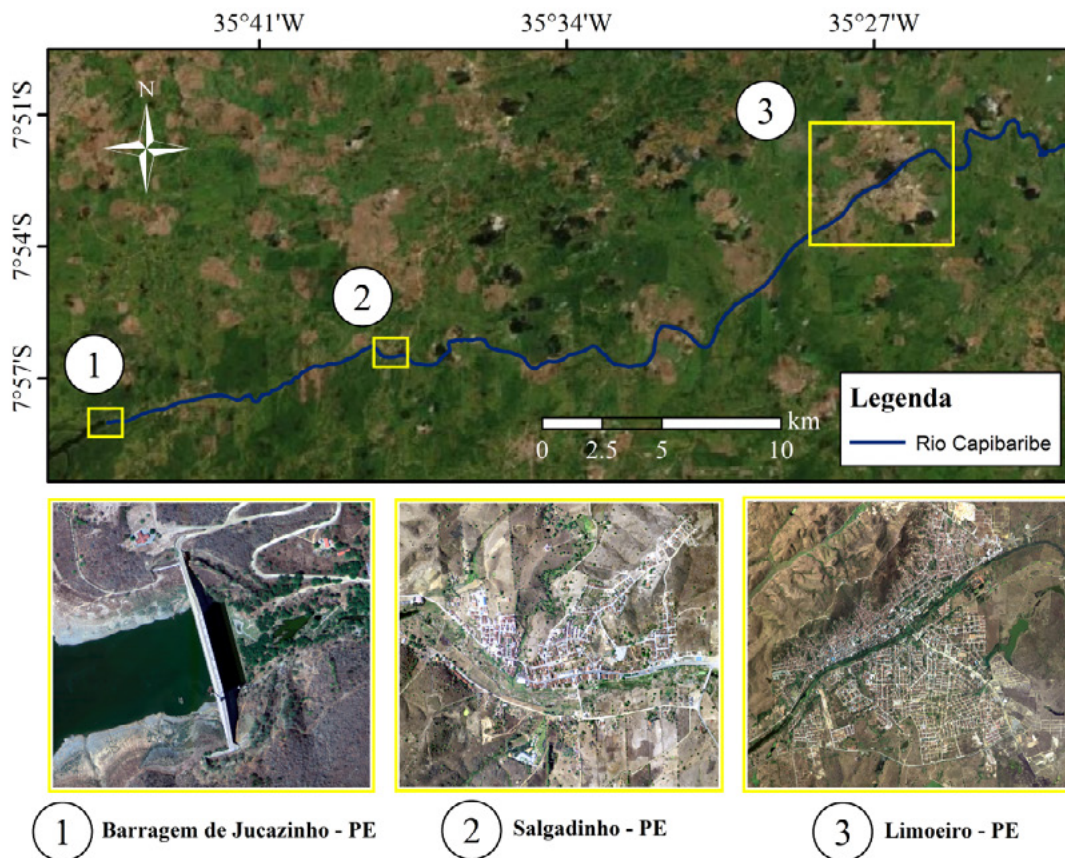 35°41'W 35°34'W 35°27'W
N
7°51'S
7°54'S
7°57'S
1
2
3
km
0 2.5 5 10
Legenda
Rio Capibaribe
1 Barragem de Jucazinho - PE
2 Salgadinho - PE
3 Limoeiro - PE